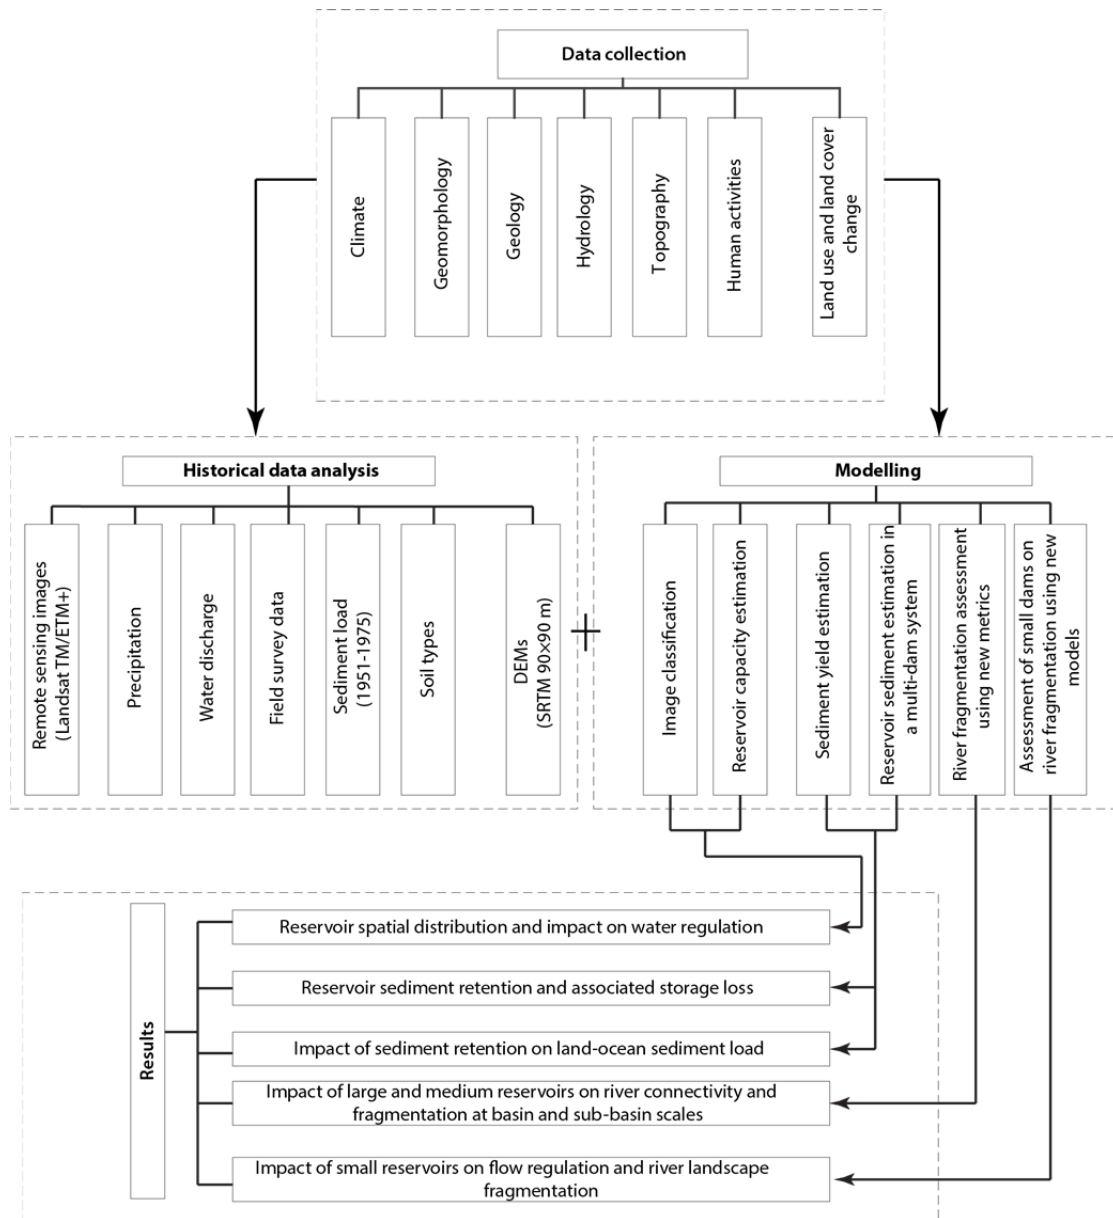 Data collection
Climate
Geomorphology
Geology
Hydrology
Topography
Human activities
Land use and land cover
change
Historical data analysis
Remote sensing images
(Landsat TM/ETM+)
Precipitation
Water discharge
Field survey data
Sediment load
(1951-1975)
Soil types
DEMs
(SRTM 90×90 m)
+
Modelling
Image classification
Reservoir capacity estimation
Sediment yield estimation
Reservoir sediment estimation in
a multi-dam system
River fragmentation assessment
using new metrics
Assessment of small dams on
river fragmentation using new
models
Results
Reservoir spatial distribution and impact on water regulation
Reservoir sediment retention and associated storage loss
Impact of sediment retention on land-ocean sediment load
Impact of large and medium reservoirs on river connectivity and
fragmentation at basin and sub-basin scales
Impact of small reservoirs on flow regulation and river landscape
fragmentation